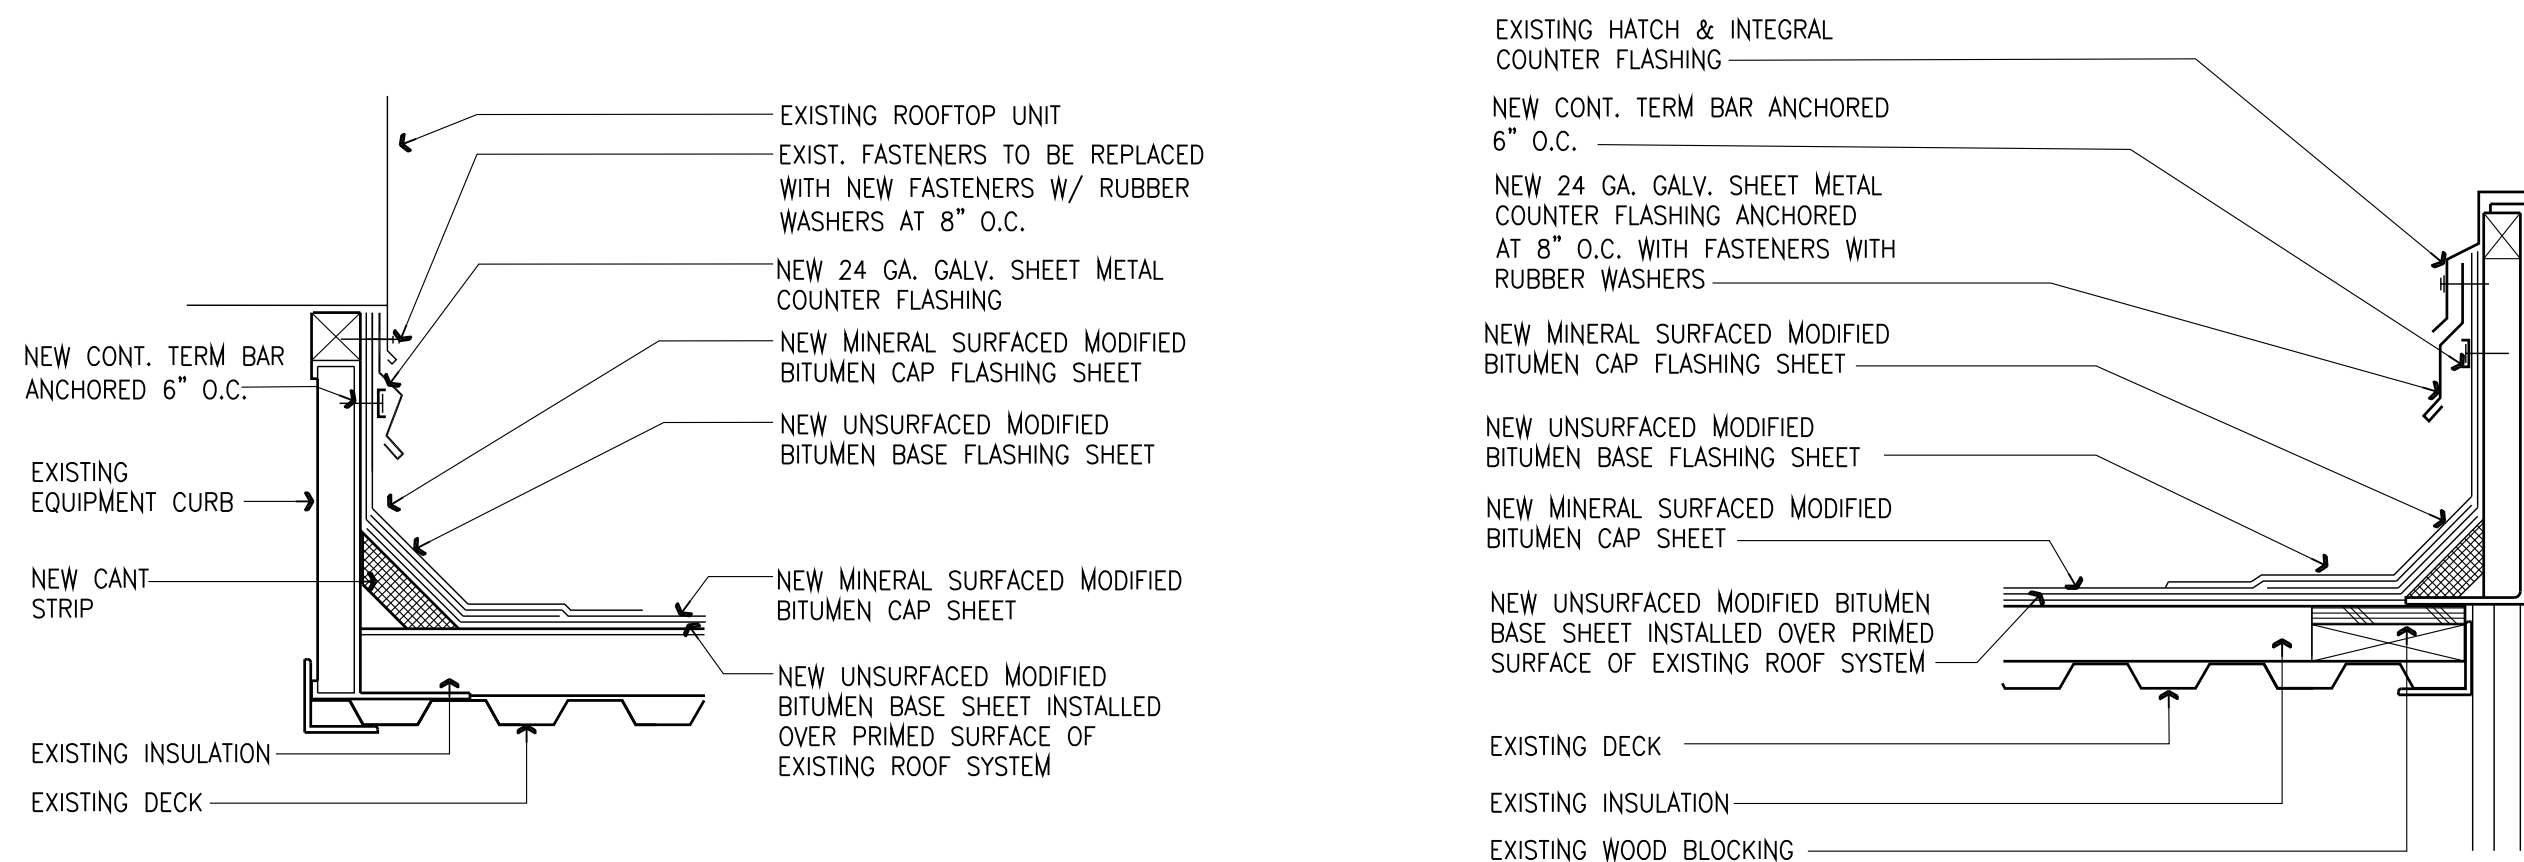 EXISTING ROOFTOP UNIT
EXIST. FASTENERS TO BE REPLACED
WITH NEW FASTENERS W/ RUBBER
WASHERS AT 8" O.C.
NEW 24 GA. GALV. SHEET METAL
COUNTER FLASHING
NEW MINERAL SURFACED MODIFIED
BITUMEN CAP FLASHING SHEET
NEW UNSURFACED MODIFIED
BITUMEN BASE FLASHING SHEET
NEW MINERAL SURFACED MODIFIED
BITUMEN CAP SHEET
NEW UNSURFACED MODIFIED
BITUMEN BASE SHEET INSTALLED
OVER PRIMED SURFACE OF
EXISTING ROOF SYSTEM
NEW CONT. TERM BAR
ANCHORED 6" O.C.
EXISTING
EQUIPMENT CURB
NEW CANT
STRIP
EXISTING INSULATION
EXISTING DECK
EXISTING HATCH & INTEGRAL
COUNTER FLASHING
NEW CONT. TERM BAR ANCHORED
6" O.C.
NEW 24 GA. GALV. SHEET METAL
COUNTER FLASHING ANCHORED
AT 8" O.C. WITH FASTENERS WITH
RUBBER WASHERS
NEW MINERAL SURFACED MODIFIED
BITUMEN CAP FLASHING SHEET
NEW UNSURFACED MODIFIED
BITUMEN BASE FLASHING SHEET
NEW MINERAL SURFACED MODIFIED
BITUMEN CAP SHEET
NEW UNSURFACED MODIFIED BITUMEN
BASE SHEET INSTALLED OVER PRIMED
SURFACE OF EXISTING ROOF SYSTEM
EXISTING DECK
EXISTING INSULATION
EXISTING WOOD BLOCKING